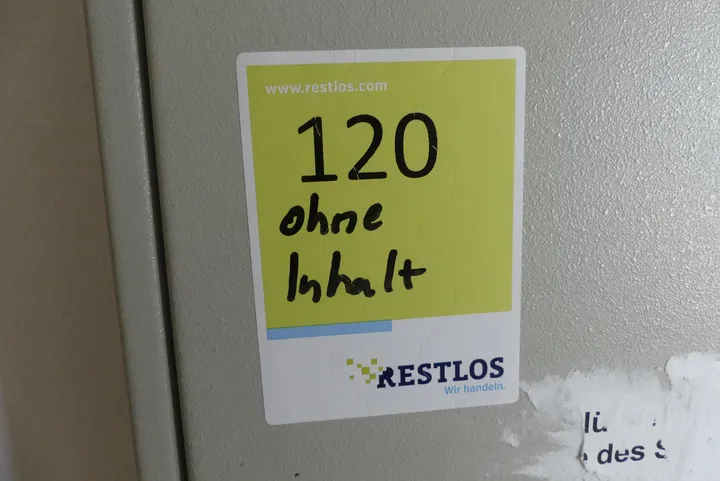 www.restlos.com
120
ohne
Inhalt
RESTLOS
Wir handeln.
des